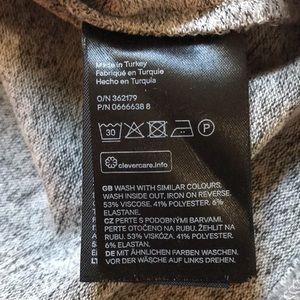 Made in Turkey
Fabriqué en Turquie
Hecho en Turquía
O/N 362179
P/N 0666638 8
30 P
clevercare.info
GB WASH WITH SIMILAR COLOURS,
WASH INSIDE OUT, IRON ON REVERSE.
53% VISCOSE. 41% POLYESTER. 6%
ELASTANE.
CZ PERTE S PODOBNÝMI BARVAMI.
PERTE OTOČENÉ NA RUBU. ŽEHLIT NA
RUBU. 53% VISKÓZA. 41% POLYESTER.
6% ELASTAN.
DE MIT ÄHNLICHEN FARBEN WASCHEN,
VOR DER WÄSCHE AUF LINKS DREHEN.